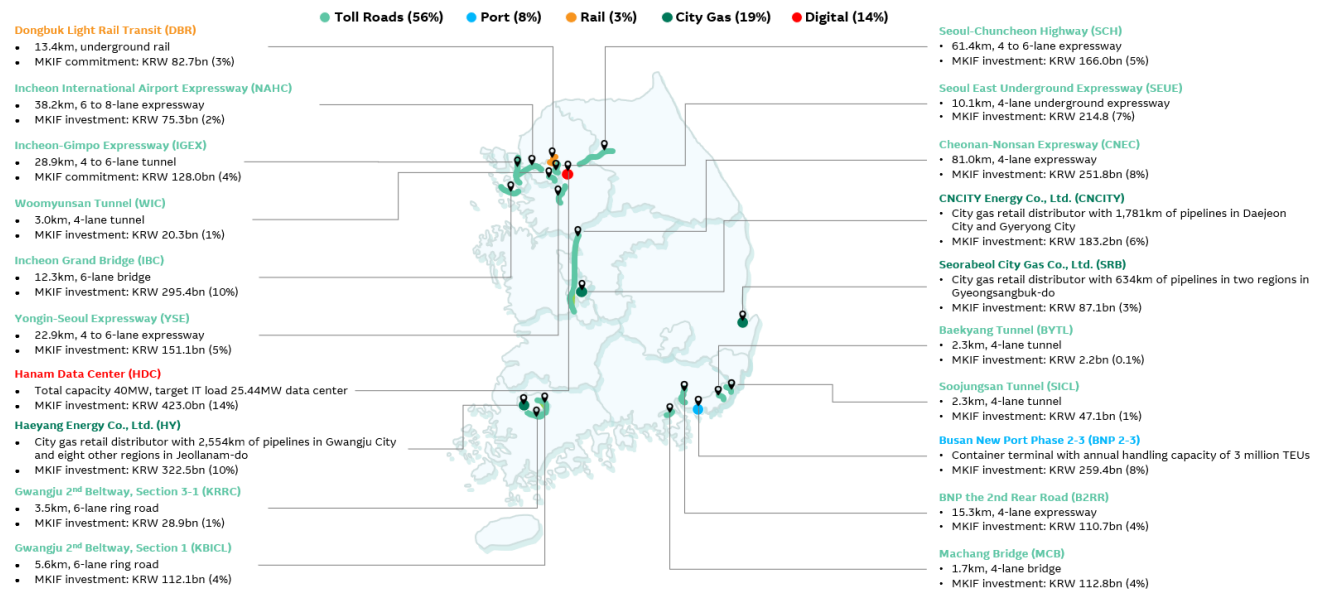 Toll Roads (56%)
Port (8%)
Rail (3%)
City Gas (19%)
Digital (14%)
Dongbuk Light Rail Transit (DBR)
• 13.4km, underground rail
• MKIF commitment: KRW 82.7bn (3%)
Incheon International Airport Expressway (NAHC)
• 38.2km, 6 to 8-lane expressway
• MKIF investment: KRW 75.3bn (2%)
Incheon-Gimpo Expressway (IGEX)
• 28.9km, 4 to 6-lane tunnel
• MKIF commitment: KRW 128.0bn (4%)
Woomyunsan Tunnel (WIC)
• 3.0km, 4-lane tunnel
• MKIF investment: KRW 20.3bn (1%)
Incheon Grand Bridge (IBC)
• 12.3km, 6-lane bridge
• MKIF investment: KRW 295.4bn (10%)
Yongin-Seoul Expressway (YSE)
• 22.9km, 4 to 6-lane expressway
• MKIF investment: KRW 151.1bn (5%)
Hanam Data Center (HDC)
• Total capacity 40MW, target IT load 25.44MW data center
• MKIF investment: KRW 423.0bn (14%)
Haeyang Energy Co., Ltd. (HY)
• City gas retail distributor with 2,554km of pipelines in Gwangju City
and eight other regions in Jeollanam-do
• MKIF investment: KRW 322.5bn (10%)
Gwangju 2nd Beltway, Section 3-1 (KRRC)
• 3.5km, 6-lane ring road
• MKIF investment: KRW 28.9bn (1%)
Gwangju 2nd Beltway, Section 1 (KBICL)
• 5.6km, 6-lane ring road
• MKIF investment: KRW 112.1bn (4%)
Seoul-Chuncheon Highway (SCH)
• 61.4km, 4 to 6-lane expressway
• MKIF investment: KRW 166.0bn (5%)
Seoul East Underground Expressway (SEUE)
• 10.1km, 4-lane underground expressway
• MKIF investment: KRW 214.8 (7%)
Cheonan-Nonsan Expresway (CNEC)
• 81.0km, 4-lane expressway
• MKIF investment: KRW 251.8bn (8%)
CNCITY Energy Co., Ltd. (CNCITY)
• City gas retail distributor with 1,781km of pipelines in Daejeon
City and Gyeryong City
• MKIF investment: KRW 183.2bn (6%)
Seorabeol City Gas Co., Ltd. (SRB)
• City gas retail distributor with 634km of pipelines in two regions in
Gyeongsangbuk-do
• MKIF investment: KRW 87.1bn (3%)
Baekyang Tunnel (BYTL)
• 2.3km, 4-lane tunnel
• MKIF investment: KRW 2.2bn (0.1%)
Soojungsan Tunnel (SICL)
• 2.3km, 4-lane tunnel
• MKIF investment: KRW 47.1bn (1%)
Busan New Port Phase 2-3 (BNP 2-3)
• Container terminal with annual handling capacity of 3 million TEUs
• MKIF investment: KRW 259.4bn (8%)
BNP the 2nd Rear Road (B2RR)
• 15.3km, 4-lane expressway
• MKIF investment: KRW 110.7bn (4%)
Machang Bridge (MCB)
• 1.7km, 4-lane bridge
• MKIF investment: KRW 112.8bn (4%)